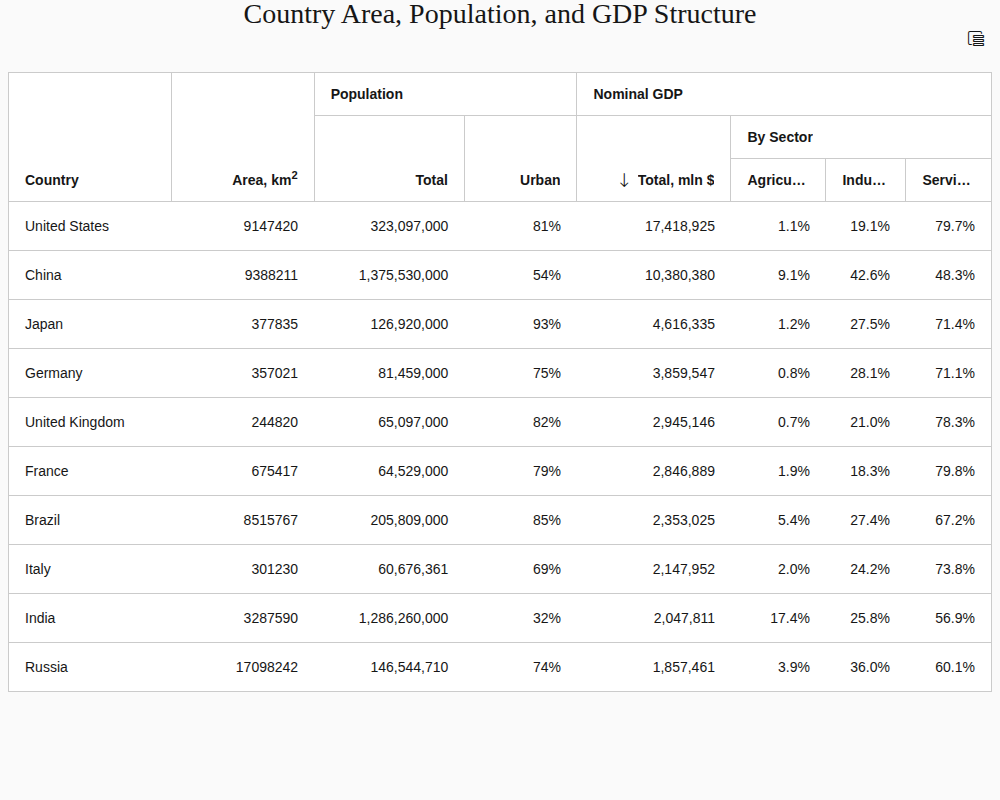 Country Area, Population, and GDP Structure
Population Nominal GDP
By Sector
Country Area, km2 Total Urban ↓ Total, mln $ Agricu… Indu… Servi…
United States 9147420 323,097,000 81% 17,418,925 1.1% 19.1% 79.7%
China 9388211 1,375,530,000 54% 10,380,380 9.1% 42.6% 48.3%
Japan 377835 126,920,000 93% 4,616,335 1.2% 27.5% 71.4%
Germany 357021 81,459,000 75% 3,859,547 0.8% 28.1% 71.1%
United Kingdom 244820 65,097,000 82% 2,945,146 0.7% 21.0% 78.3%
France 675417 64,529,000 79% 2,846,889 1.9% 18.3% 79.8%
Brazil 8515767 205,809,000 85% 2,353,025 5.4% 27.4% 67.2%
Italy 301230 60,676,361 69% 2,147,952 2.0% 24.2% 73.8%
India 3287590 1,286,260,000 32% 2,047,811 17.4% 25.8% 56.9%
Russia 17098242 146,544,710 74% 1,857,461 3.9% 36.0% 60.1%